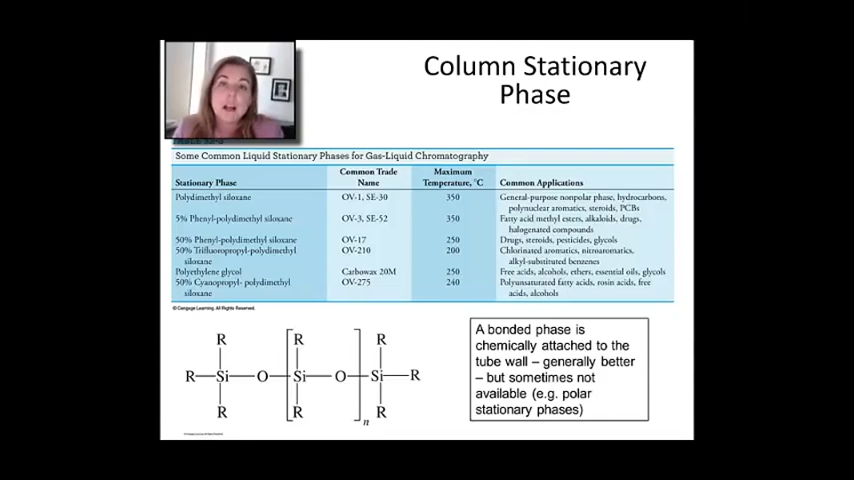 Column Stationary
Phase
Some Common Liquid Stationary Phases for Gas-Liquid Chromatography
Stationary Phase Common Trade Name Maximum Temperature, °C Common Applications
Polydimethyl siloxane OV-1, SE-30 350 General-purpose nonpolar phase, hydrocarbons,
polynuclear aromatics, steroids, PCBs
5% Phenyl-polydimethyl siloxane OV-3, SE-52 350 Fatty acid methyl esters, alkaloids, drugs,
halogenated compounds
50% Phenyl-polydimethyl siloxane OV-17 250 Drugs, steroids, pesticides, glycols
50% Trifluoropropyl-polydimethyl OV-210 200 Chlorinated aromatics, nitroaromatics,
siloxane alkyl-substituted benzenes
Polyethylene glycol Carbowax 20M 250 Free acids, alcohols, ethers, essential oils, glycols
50% Cyanopropyl- polydimethyl OV-275 240 Polyunsaturated fatty acids, rosin acids, free
siloxane acids, alcohols
© Cengage Learning. All Rights Reserved.
R R R
R Si O Si O Si R
R R R
n
A bonded phase is
chemically attached to the
tube wall – generally better
– but sometimes not
available (e.g. polar
stationary phases)